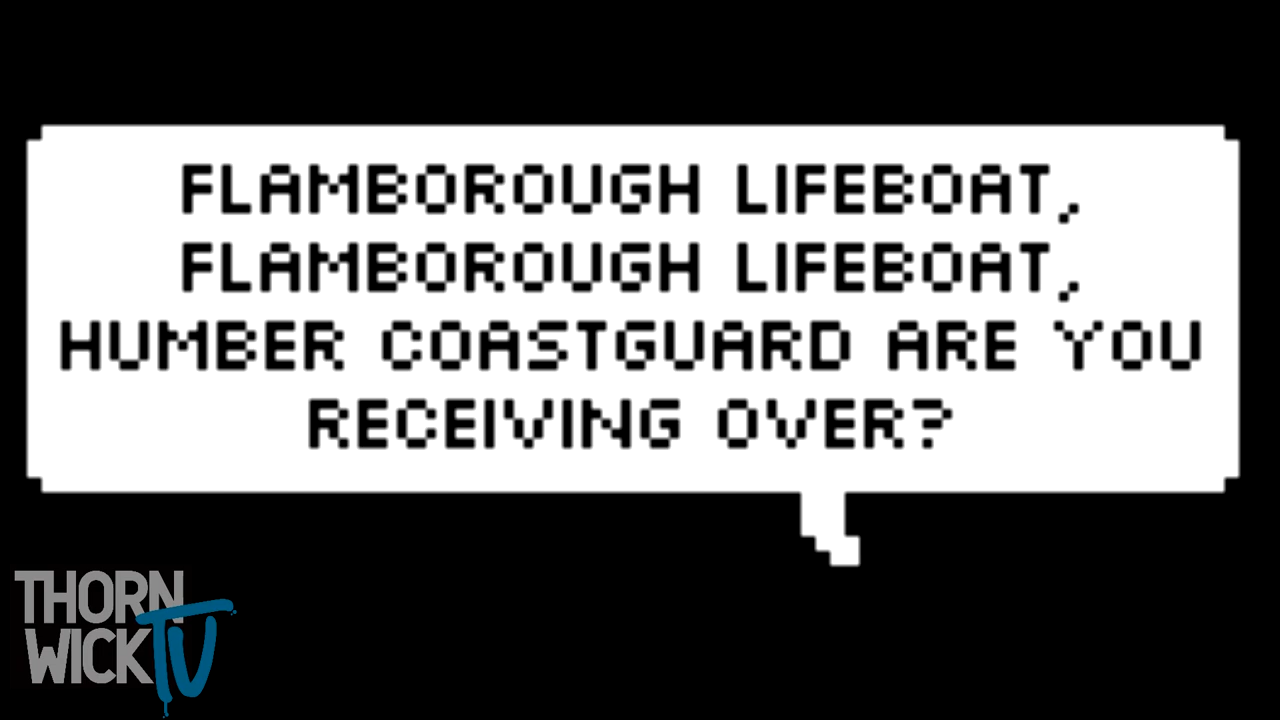 FLAMBOROUGH LIFEBOAT,
FLAMBOROUGH LIFEBOAT,
HUMBER COASTGUARD ARE YOU
RECEIVING OVER?
THORN
WICK TV